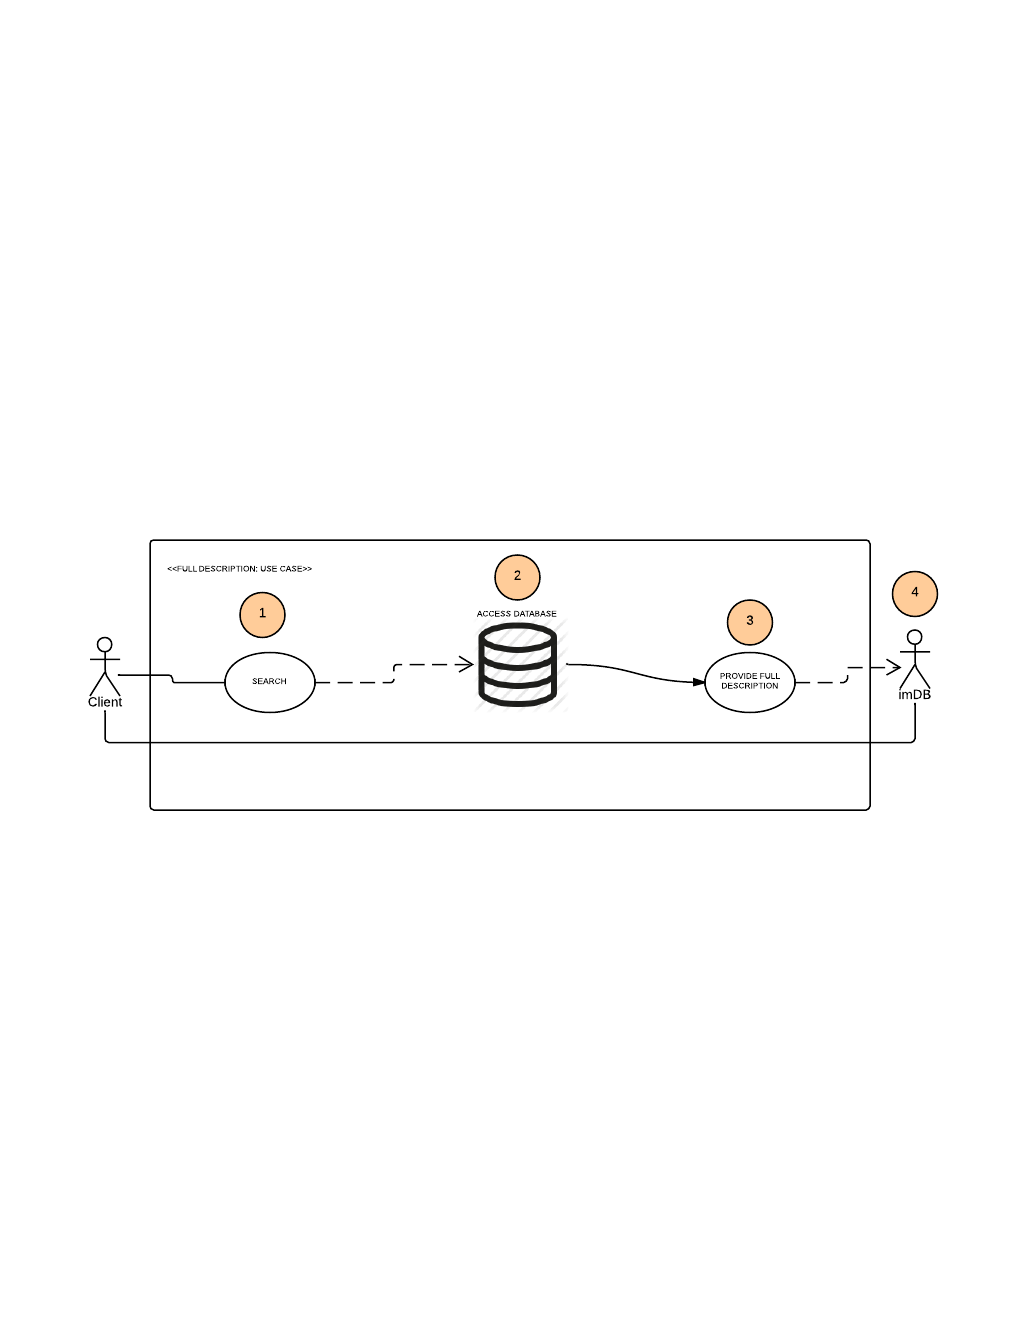 <<FULL DESCRIPTION: USE CASE>>
1
2
ACCESS DATABASE
3
4
Client
SEARCH
PROVIDE FULL
DESCRIPTION
imDB